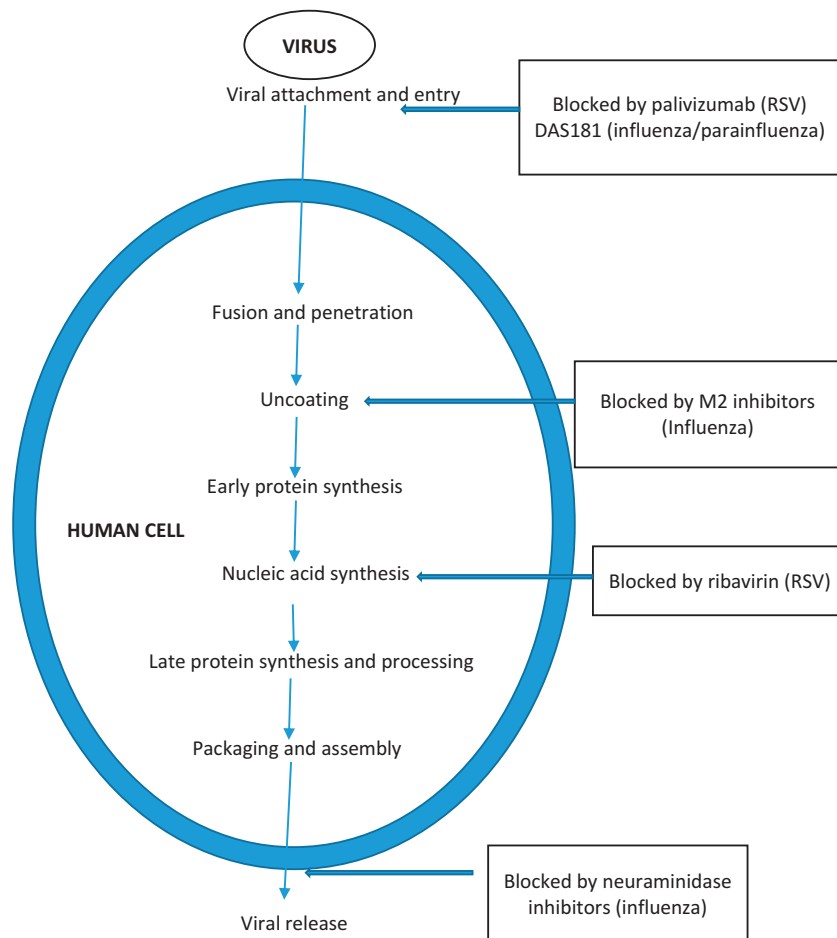 VIRUS
Viral attachment and entry
Blocked by palivizumab (RSV)
DAS181 (influenza/parainfluenza)
Fusion and penetration
Uncoating
Blocked by M2 inhibitors
(Influenza)
Early protein synthesis
HUMAN CELL
Nucleic acid synthesis
Blocked by ribavirin (RSV)
Late protein synthesis and processing
Packaging and assembly
Blocked by neuraminidase
inhibitors (influenza)
Viral release